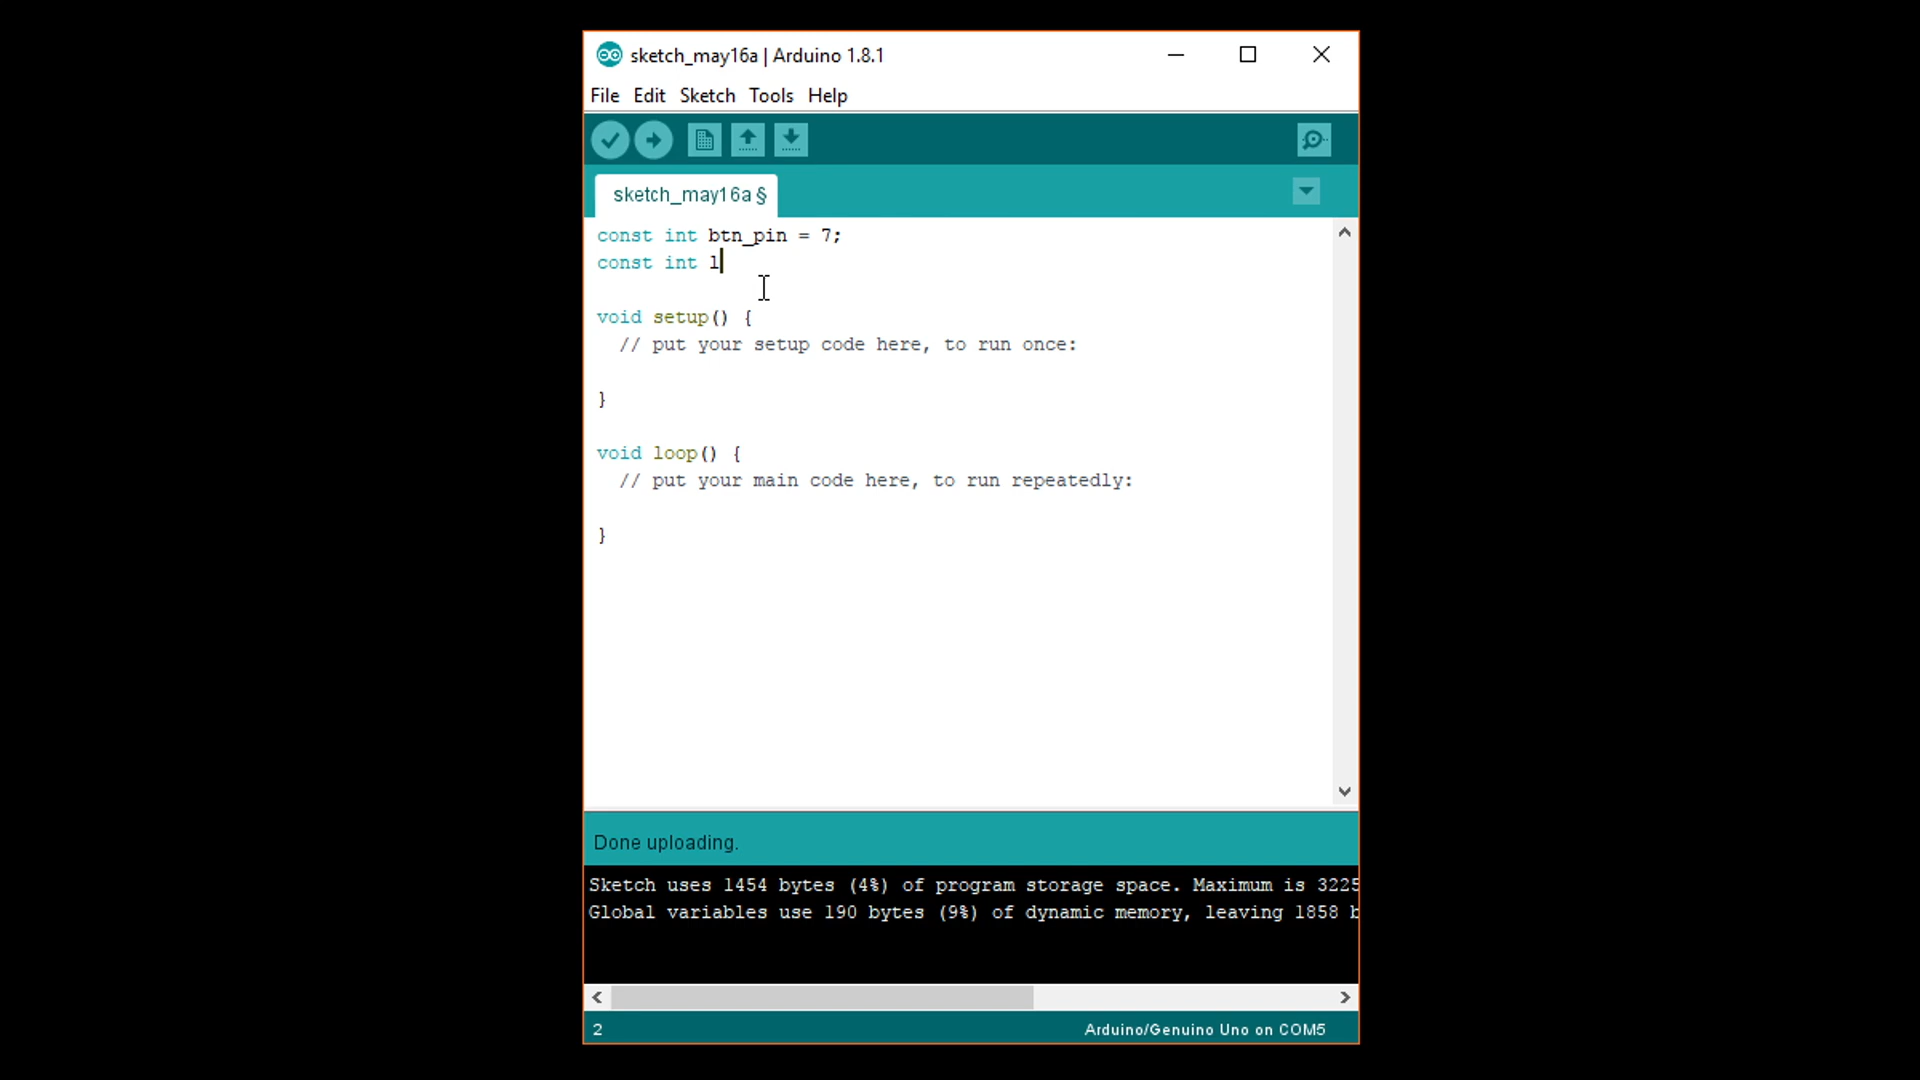 sketch_may16a | Arduino 1.8.1
File Edit Sketch Tools Help
sketch_may16a §
const int btn_pin = 7;
const int l
void setup() {
// put your setup code here, to run once:
}
void loop() {
// put your main code here, to run repeatedly:
}
Done uploading.
Sketch uses 1454 bytes (4%) of program storage space. Maximum is 3225
Global variables use 190 bytes (9%) of dynamic memory, leaving 1858 b
2 Arduino/Genuino Uno on COM5